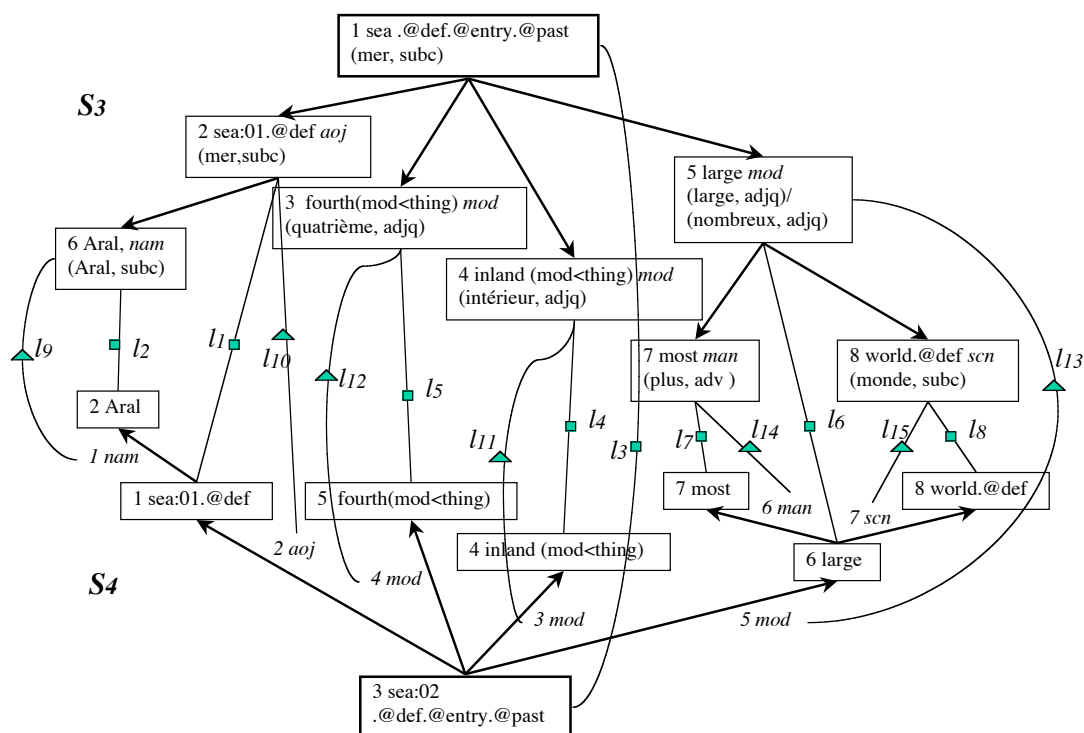 1 sea .@def.@entry.@past
(mer, subc)
S3
2 sea:01.@def aoj
(mer,subc)
3 fourth(mod<thing) mod
(quatrième, adjq)
5 large mod
(large, adjq)/
(nombreux, adjq)
6 Aral, nam
(Aral, subc)
4 inland (mod<thing) mod
(intérieur, adjq)
7 most man
(plus, adv )
8 world.@def scn
(monde, subc)
l9
l2
l1
l10
l12
l5
l11
l4
l3
l7
l14
l6
l15
l8
l13
2 Aral
1 nam
1 sea:01.@def
5 fourth(mod<thing)
7 most
6 man
7 scn
8 world.@def
2 aoj
4 inland (mod<thing)
6 large
S4
4 mod
3 mod
5 mod
3 sea:02
.@def.@entry.@past